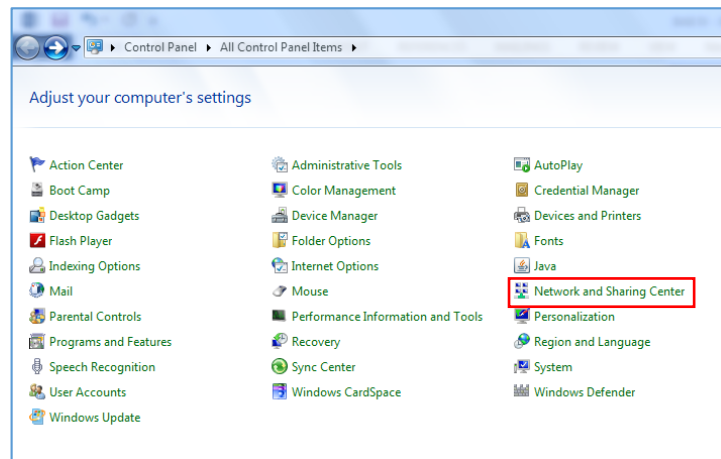 Control Panel All Control Panel Items
Adjust your computer's settings
Action Center Administrative Tools AutoPlay
Boot Camp Color Management Credential Manager
Desktop Gadgets Device Manager Devices and Printers
Flash Player Folder Options Fonts
Indexing Options Internet Options Java
Mail Mouse Network and Sharing Center
Parental Controls Performance Information and Tools Personalization
Programs and Features Recovery Region and Language
Speech Recognition Sync Center System
User Accounts Windows CardSpace Windows Defender
Windows Update